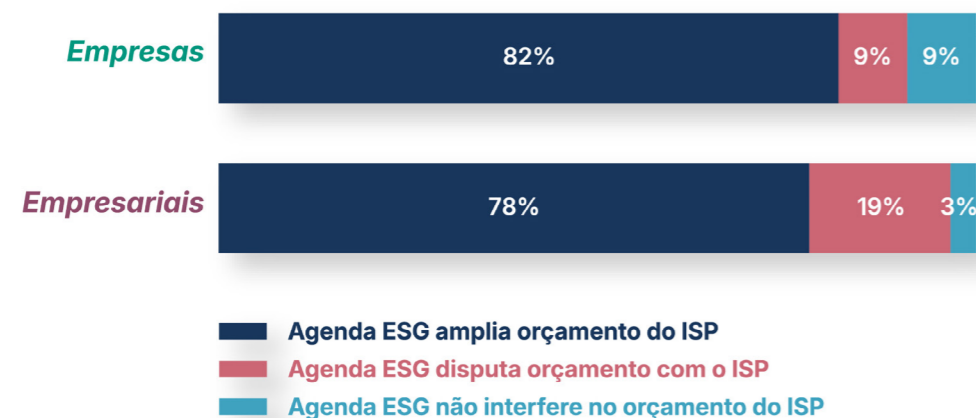 Empresas 82% 9% 9%
Empresariais 78% 19% 3%
Agenda ESG amplia orçamento do ISP
Agenda ESG disputa orçamento com o ISP
Agenda ESG não interfere no orçamento do ISP